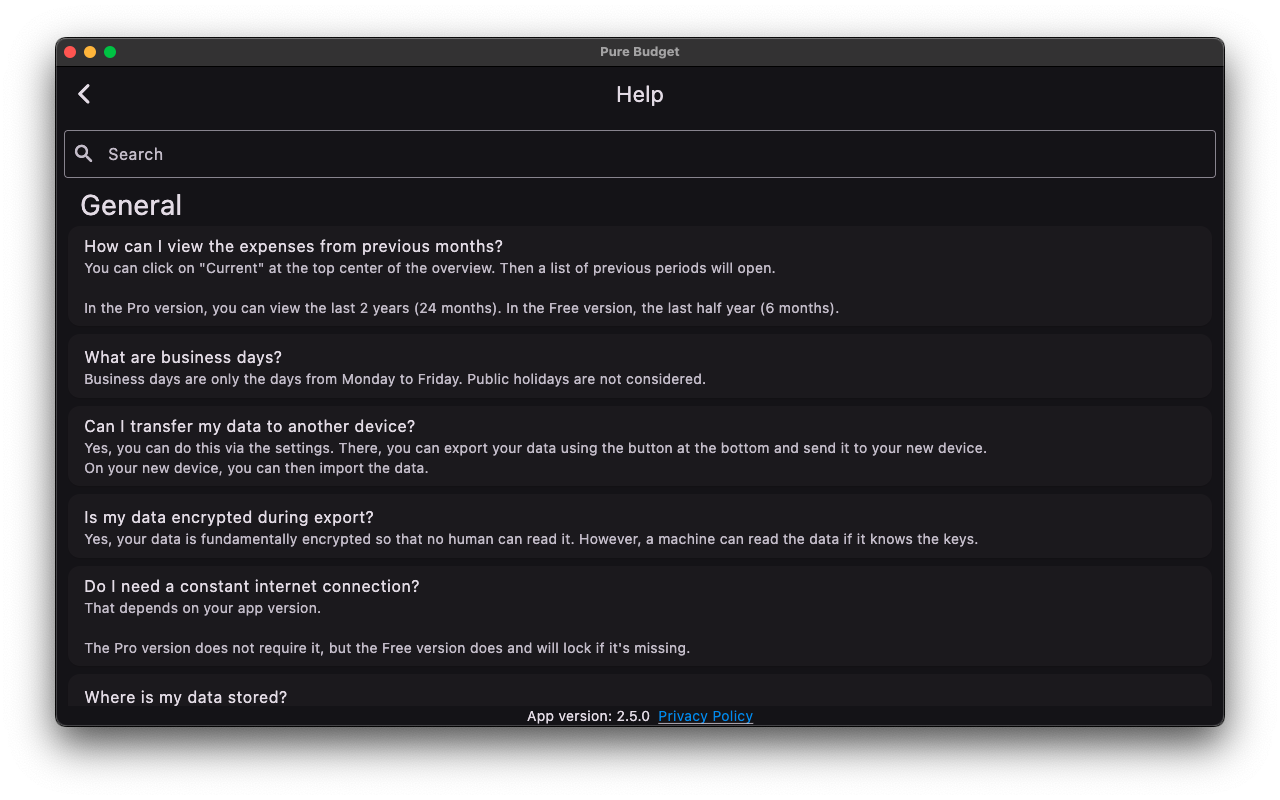 Pure Budget
Help
Search
General
How can I view the expenses from previous months?
You can click on "Current" at the top center of the overview. Then a list of previous periods will open.
In the Pro version, you can view the last 2 years (24 months). In the Free version, the last half year (6 months).
What are business days?
Business days are only the days from Monday to Friday. Public holidays are not considered.
Can I transfer my data to another device?
Yes, you can do this via the settings. There, you can export your data using the button at the bottom and send it to your new device.
On your new device, you can then import the data.
Is my data encrypted during export?
Yes, your data is fundamentally encrypted so that no human can read it. However, a machine can read the data if it knows the keys.
Do I need a constant internet connection?
That depends on your app version.
The Pro version does not require it, but the Free version does and will lock if it's missing.
Where is my data stored?
App version: 2.5.0 Privacy Policy